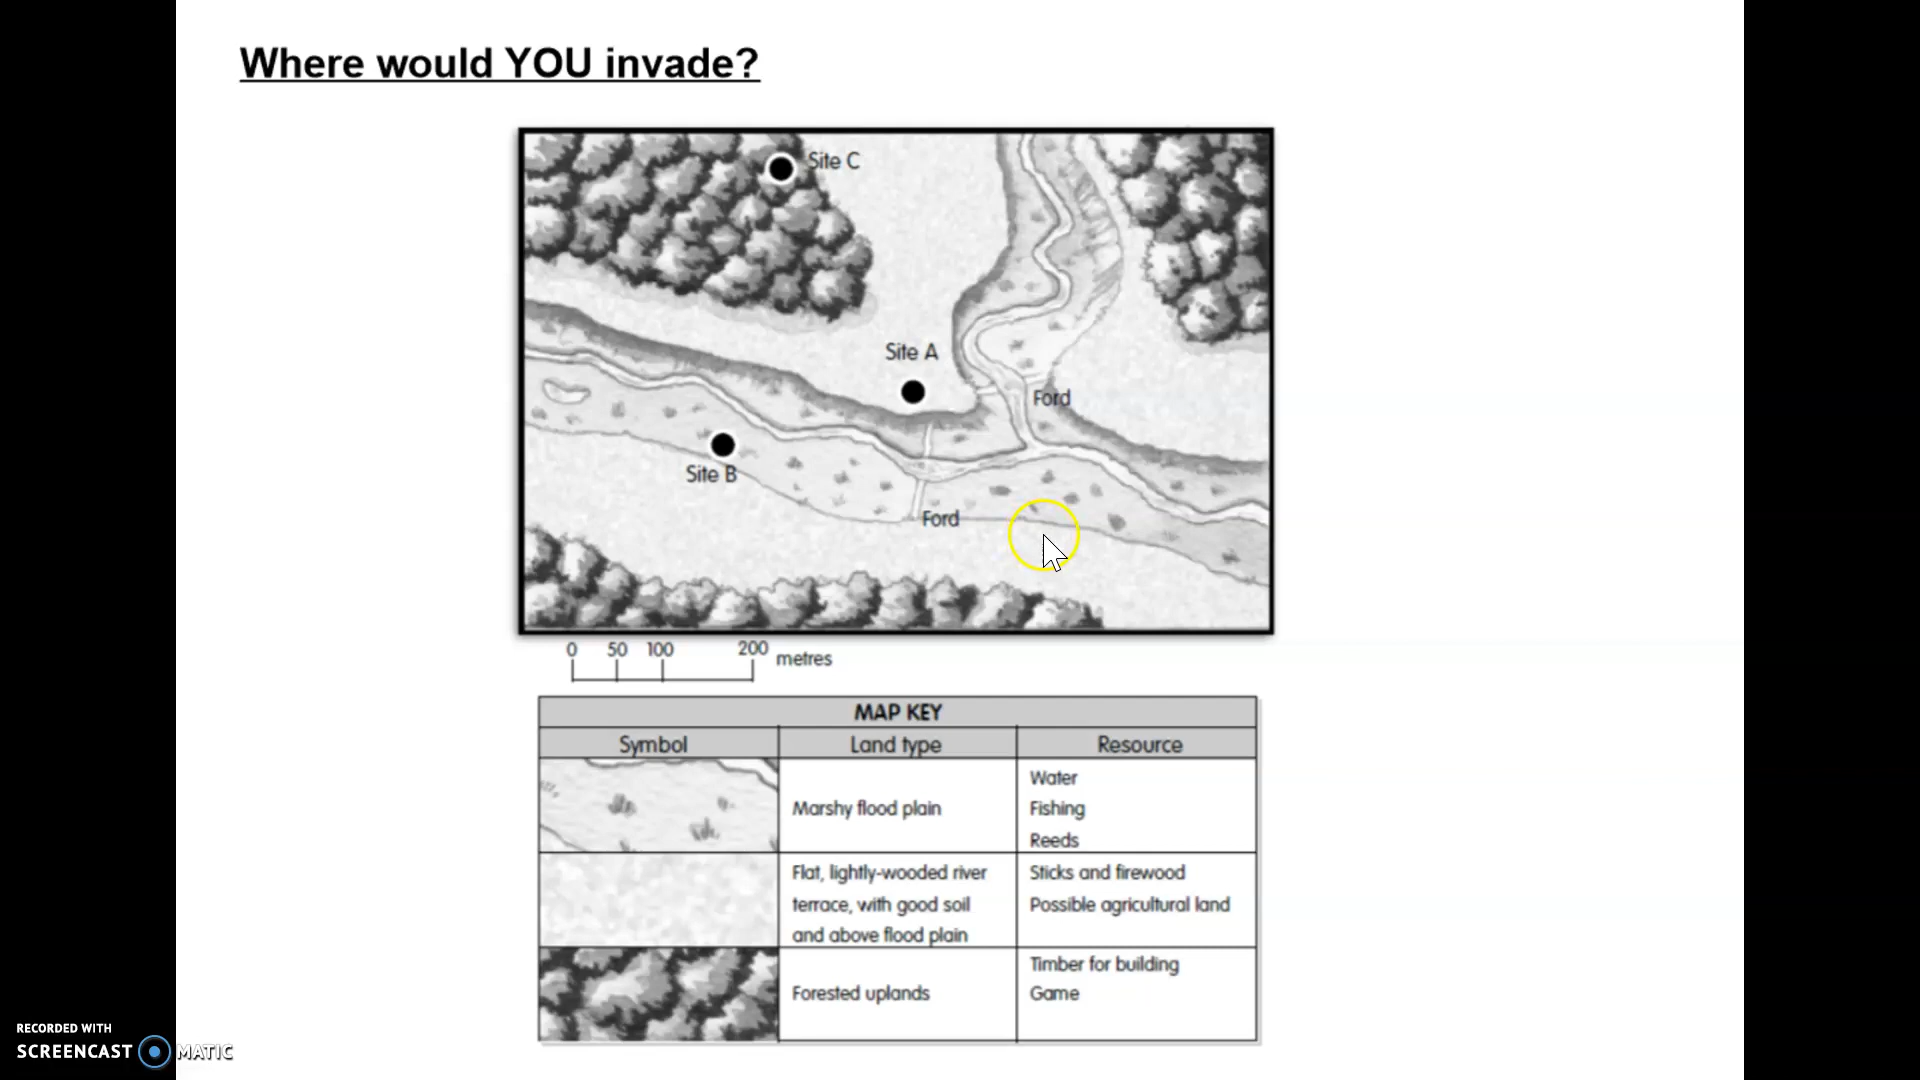 Where would YOU invade?
Site C
Site A
Ford
Site B
Ford
0 50 100 200 metres
MAP KEY
Symbol Land type Resource
Marshy flood plain
Water
Fishing
Reeds
Flat, lightly-wooded river
terrace, with good soil
and above flood plain
Sticks and firewood
Possible agricultural land
Forested uplands
Timber for building
Game
RECORDED WITH
SCREENCAST MATIC